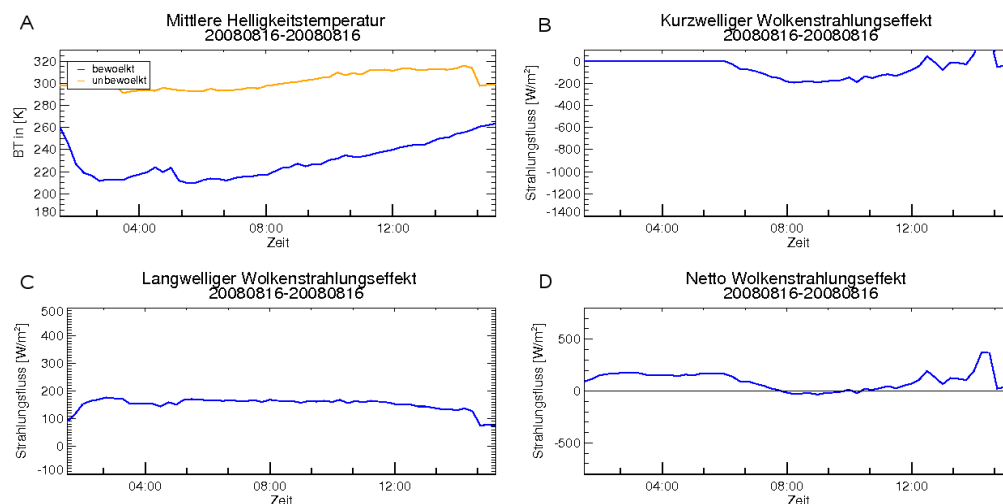 A
Mittlere Helligkeitstemperatur
20080816-20080816
bewoelkt
unbewoelkt
BT in [K]
320
300
280
260
240
220
200
180
04:00
08:00
12:00
Zeit
B
Kurzwelliger Wolkenstrahlungseffekt
20080816-20080816
Strahlungsfluss [W/m²]
0
-200
-400
-600
-800
-1000
-1200
-1400
04:00
08:00
12:00
Zeit
C
Langwelliger Wolkenstrahlungseffekt
20080816-20080816
Strahlungsfluss [W/m²]
500
400
300
200
100
0
-100
04:00
08:00
12:00
Zeit
D
Netto Wolkenstrahlungseffekt
20080816-20080816
Strahlungsfluss [W/m²]
500
0
-500
04:00
08:00
12:00
Zeit